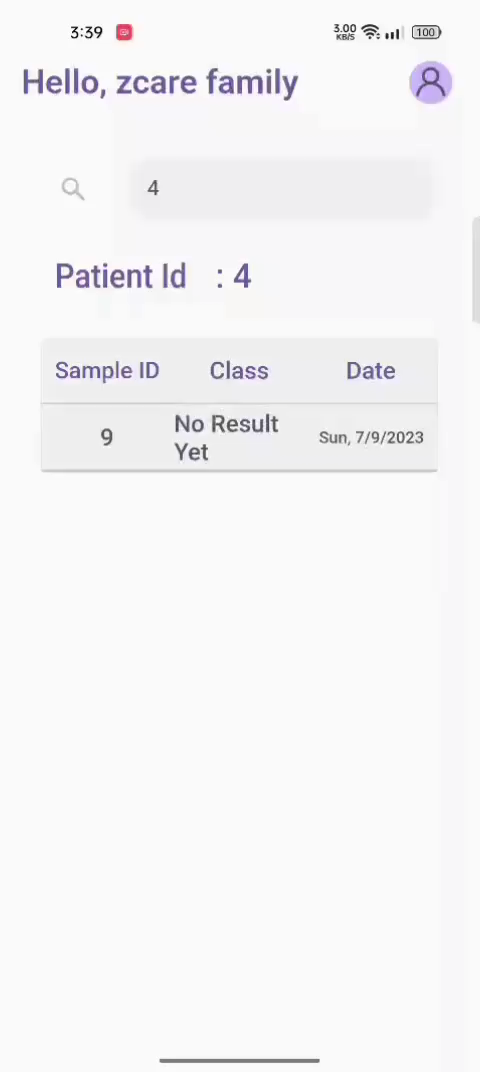 3:39
3.00
KB/S
100
Hello, zcare family
4
Patient Id : 4
Sample ID Class Date
9 No Result Yet Sun, 7/9/2023